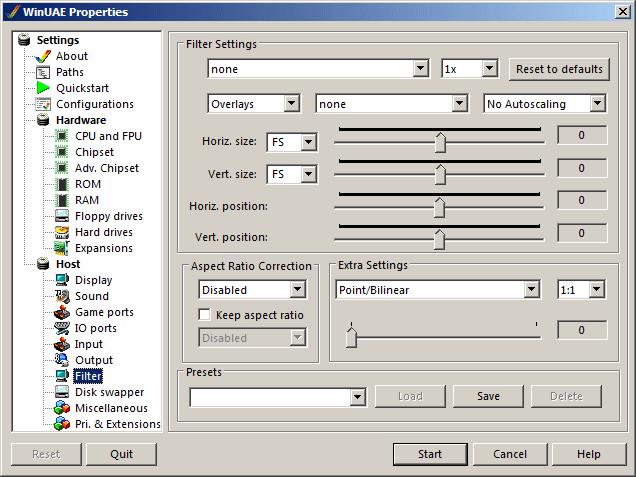 WinUAE Properties
Settings
About
Paths
Quickstart
Configurations
Hardware
CPU and FPU
Chipset
Adv. Chipset
ROM
RAM
Floppy drives
Hard drives
Expansions
Host
Display
Sound
Game ports
IO ports
Input
Output
Filter
Disk swapper
Miscellaneous
Pri. & Extensions
Filter Settings
none 1x Reset to defaults
Overlays none No Autoscaling
Horiz. size: FS 0
Vert. size: FS 0
Horiz. position: 0
Vert. position: 0
Aspect Ratio Correction
Disabled
Keep aspect ratio
Disabled
Extra Settings
Point/Bilinear 1:1
0
Presets
Load Save Delete
Reset Quit Start Cancel Help